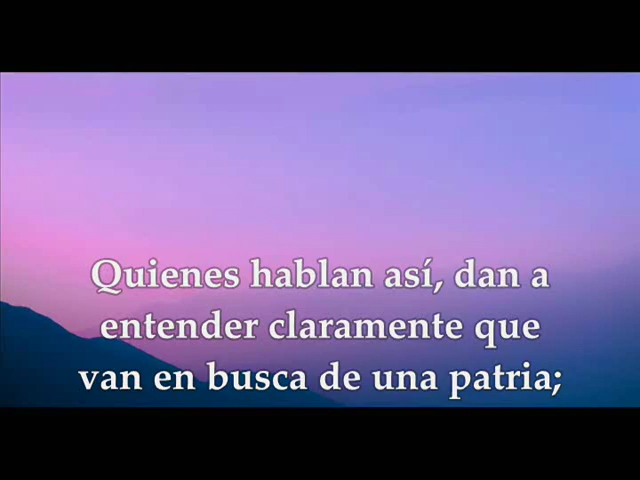 Quienes hablan así, dan a
entender claramente que
van en busca de una patria;